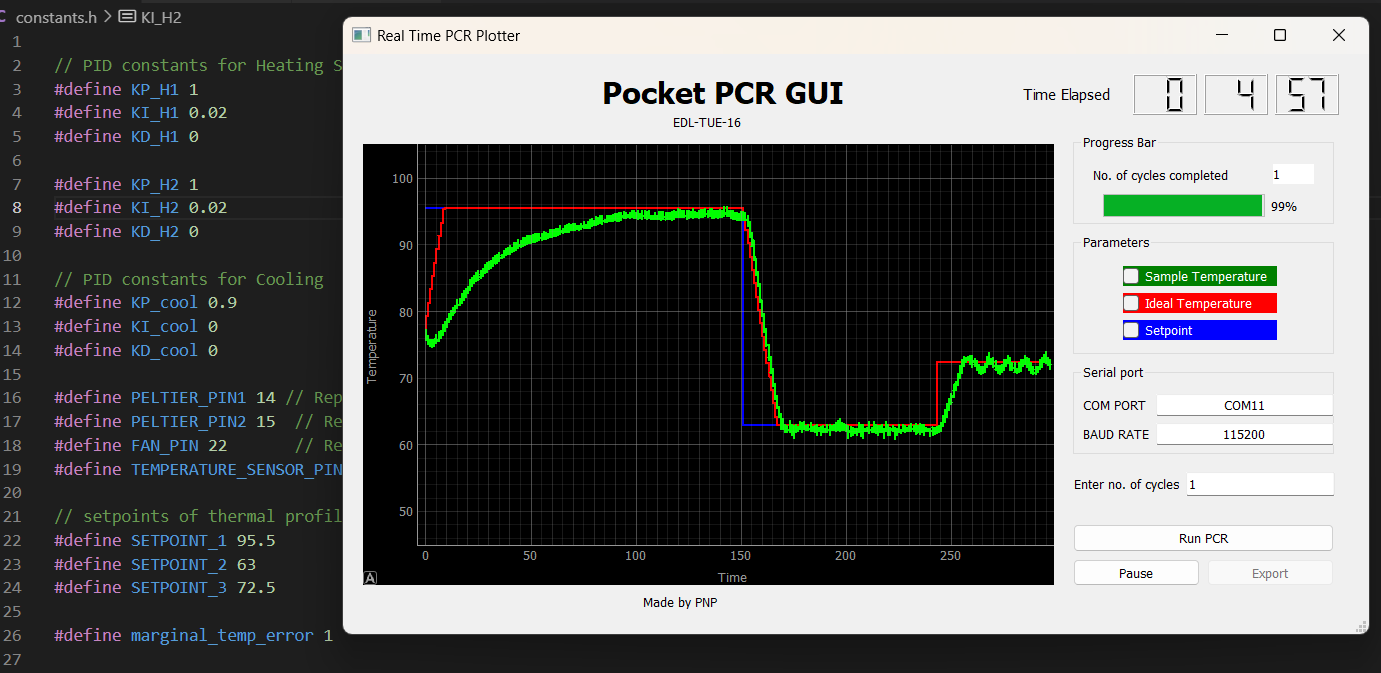 constants.h > KI_H2
1
2 // PID constants for Heating S
3 #define KP_H1 1
4 #define KI_H1 0.02
5 #define KD_H1 0
6
7 #define KP_H2 1
8 #define KI_H2 0.02
9 #define KD_H2 0
10
11 // PID constants for Cooling
12 #define KP_cool 0.9
13 #define KI_cool 0
14 #define KD_cool 0
15
16 #define PELTIER_PIN1 14 // Rep
17 #define PELTIER_PIN2 15 // Re
18 #define FAN_PIN 22 // Re
19 #define TEMPERATURE_SENSOR_PIN
20
21 // setpoints of thermal profil
22 #define SETPOINT_1 95.5
23 #define SETPOINT_2 63
24 #define SETPOINT_3 72.5
25
26 #define marginal_temp_error 1
27
Real Time PCR Plotter
Pocket PCR GUI
EDL-TUE-16
Time Elapsed 0 4 57
100
90
80
70
60
50
Temperature
0 50 100 150 200 250
Time
A
Made by PNP
Progress Bar
No. of cycles completed 1
99%
Parameters
Sample Temperature
Ideal Temperature
Setpoint
Serial port
COM PORT COM11
BAUD RATE 115200
Enter no. of cycles 1
Run PCR
Pause Export